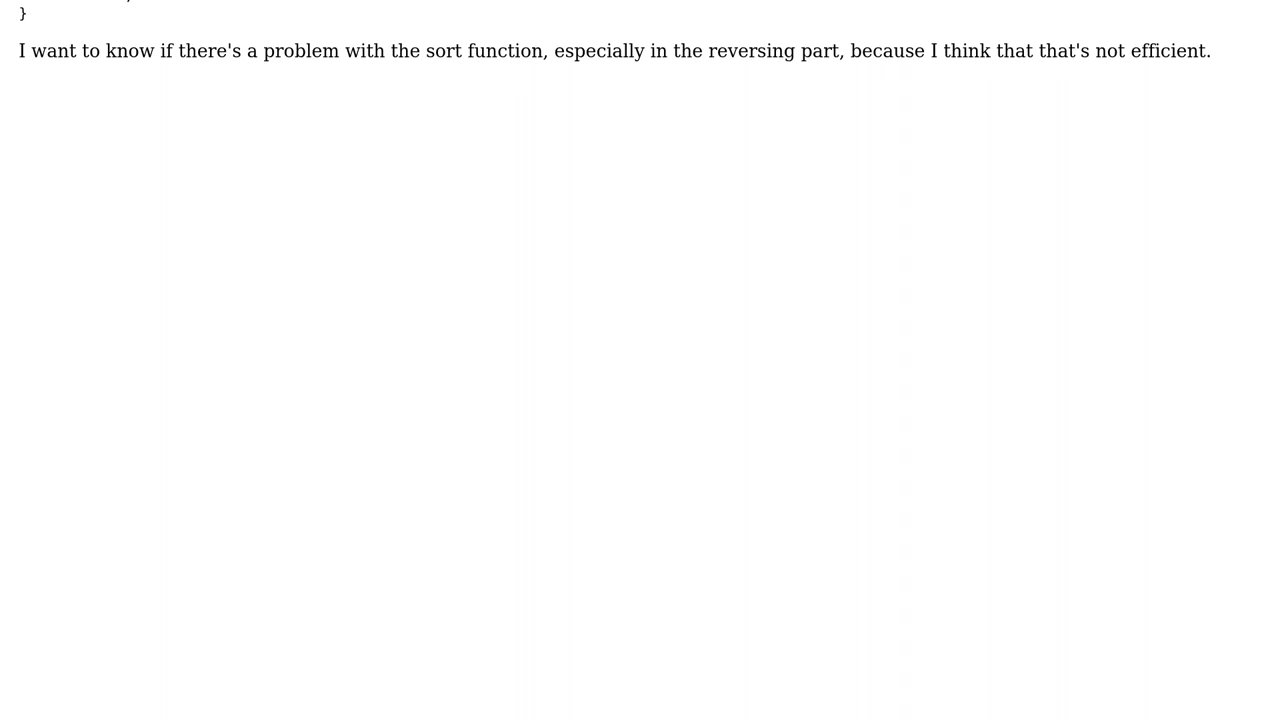 }
I want to know if there's a problem with the sort function, especially in the reversing part, because I think that that's not efficient.